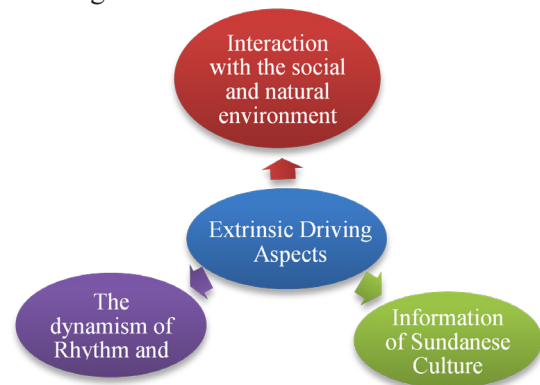 Interaction
with the social
and natural
environment
Extrinsic Driving
Aspects
The
dynamism of
Rhythm and
Information
of Sundanese
Culture